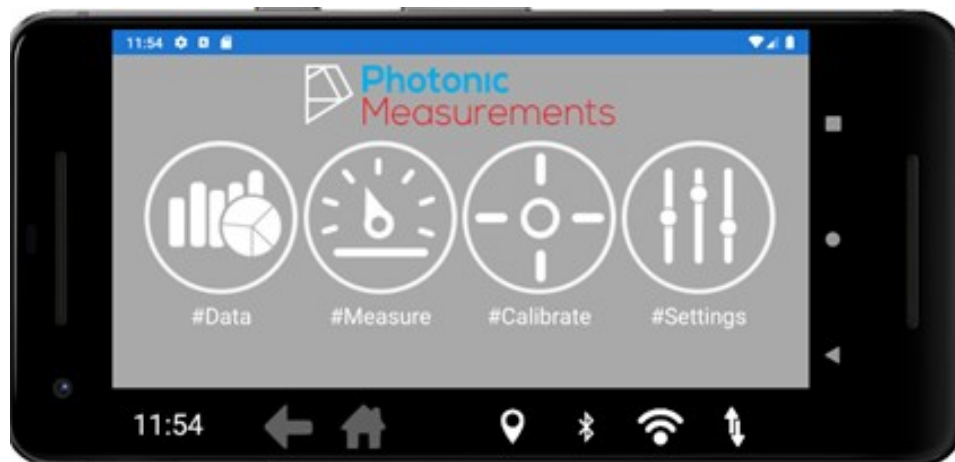 11:54
Photonic
Measurements
#Data #Measure #Calibrate #Settings
11:54